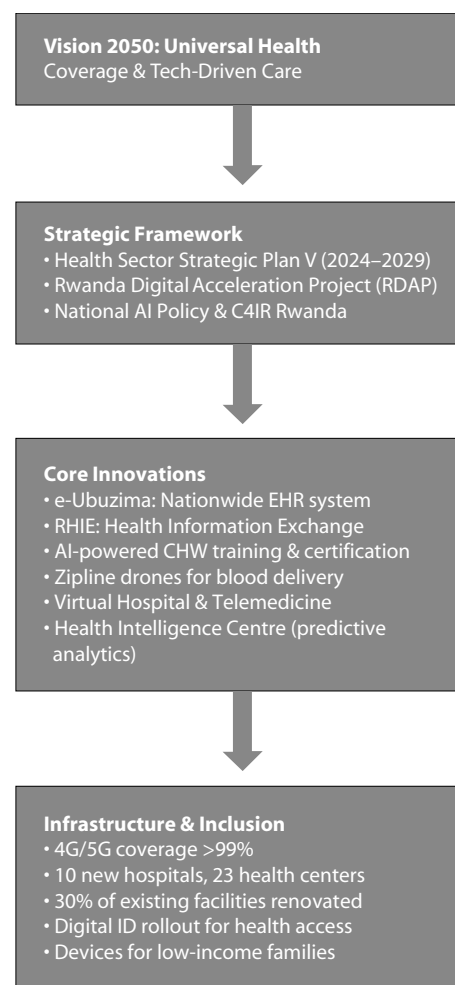 Vision 2050: Universal Health
Coverage & Tech-Driven Care
Strategic Framework
• Health Sector Strategic Plan V (2024–2029)
• Rwanda Digital Acceleration Project (RDAP)
• National AI Policy & C4IR Rwanda
Core Innovations
• e-Ubuzima: Nationwide EHR system
• RHIE: Health Information Exchange
• AI-powered CHW training & certification
• Zipline drones for blood delivery
• Virtual Hospital & Telemedicine
• Health Intelligence Centre (predictive
analytics)
Infrastructure & Inclusion
• 4G/5G coverage >99%
• 10 new hospitals, 23 health centers
• 30% of existing facilities renovated
• Digital ID rollout for health access
• Devices for low-income families